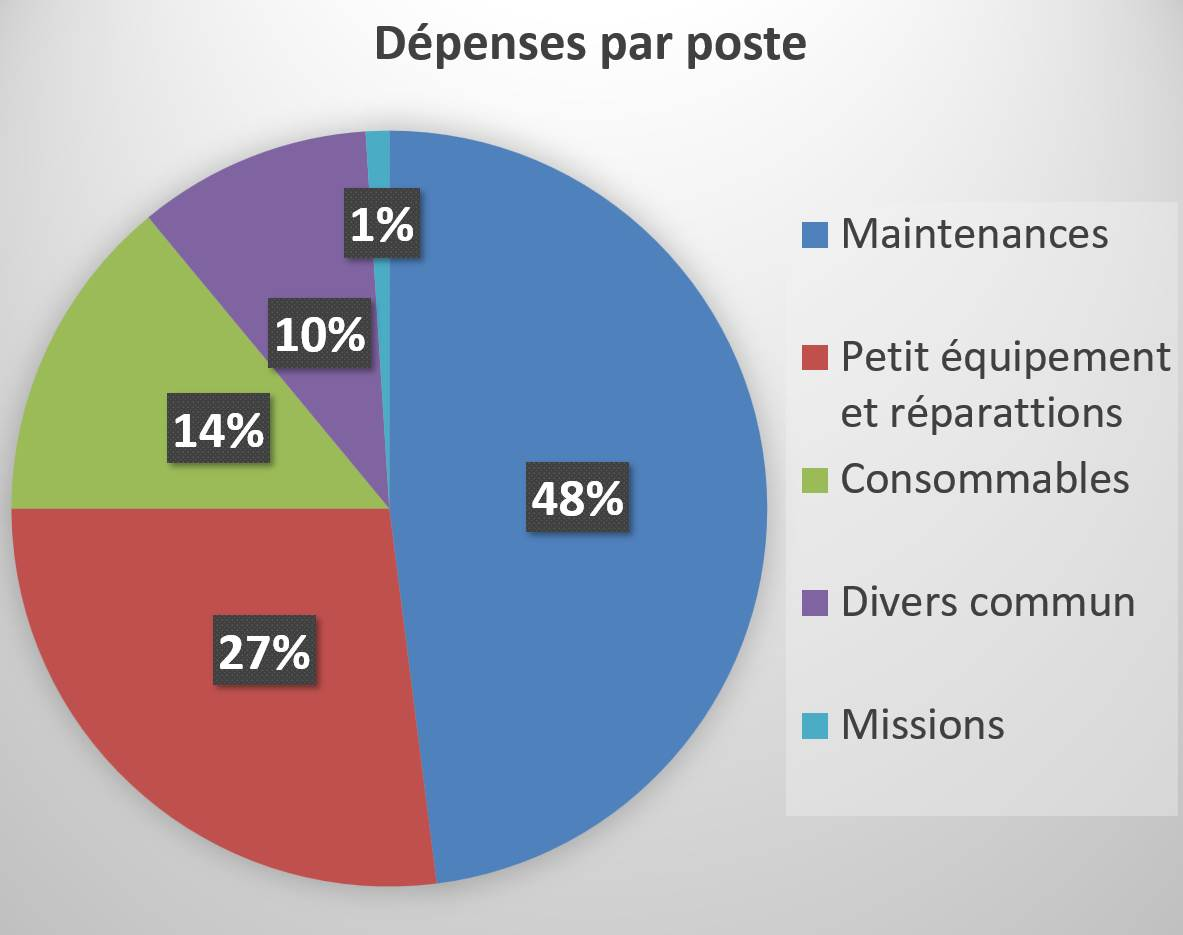 Dépenses par poste
1%
10%
14%
48%
27%
Maintenances
Petit équipement
et réparattions
Consommables
Divers commun
Missions